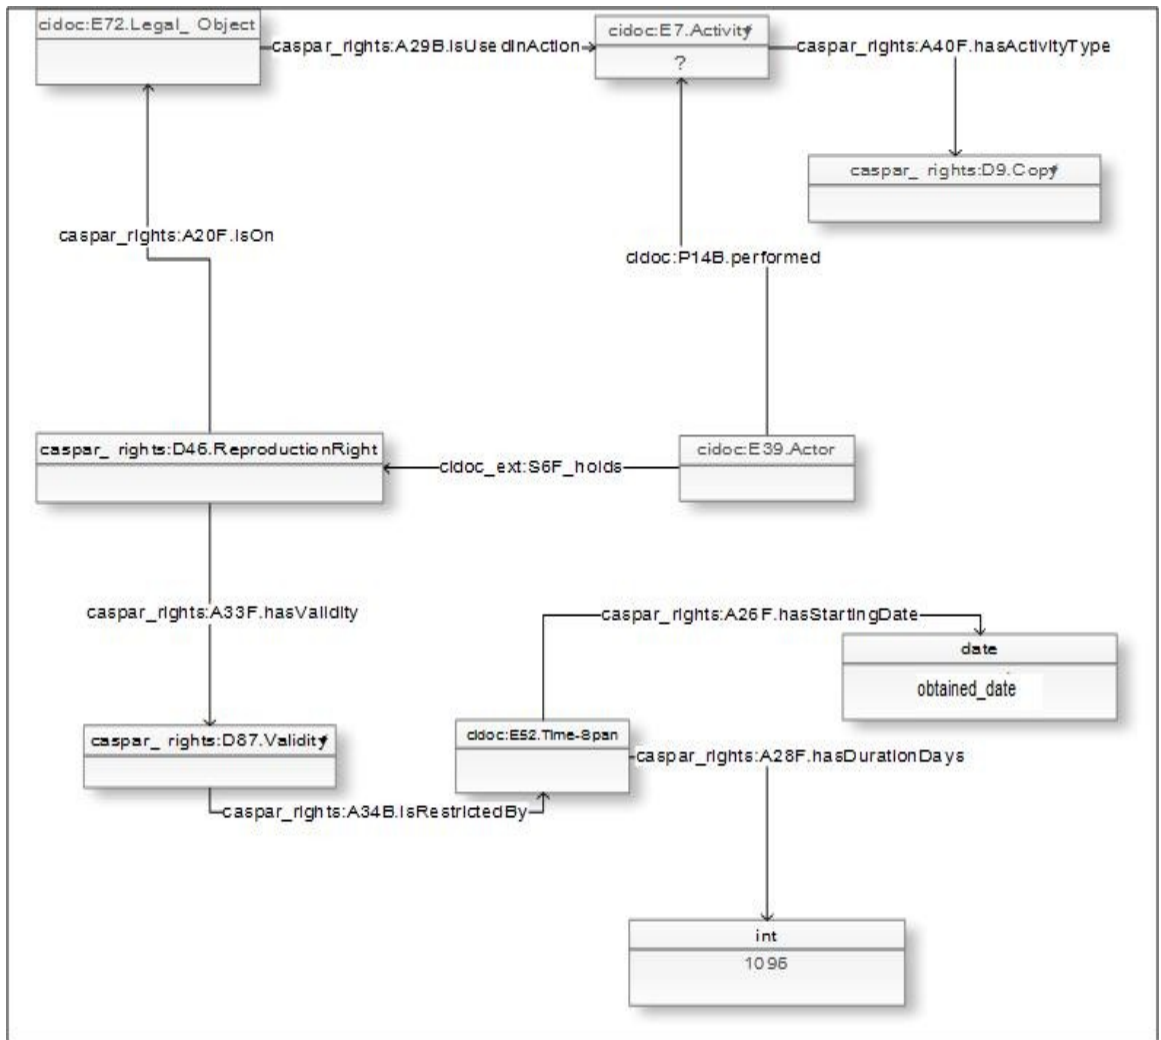 cidoc:E72.Legal_ Object
caspar_rights:A29B.isUsedInAction
cidoc:E7.Activity
?
caspar_rights:A40F.hasActivityType
caspar_ rights:D9.Copy
caspar_rights:A20F.isOn
cidoc:P14B.performed
caspar_ rights:D46.ReproductionRight
cidoc_ext:S6F_holds
cidoc:E39.Actor
caspar_rights:A33F.hasValidity
caspar_rights:A26F.hasStartingDate
date
obtained_date
caspar_ rights:D87.Validity
cidoc:E52.Time-Span
caspar_rights:A28F.hasDurationDays
caspar_rights:A34B.isRestrictedBy
int
1095